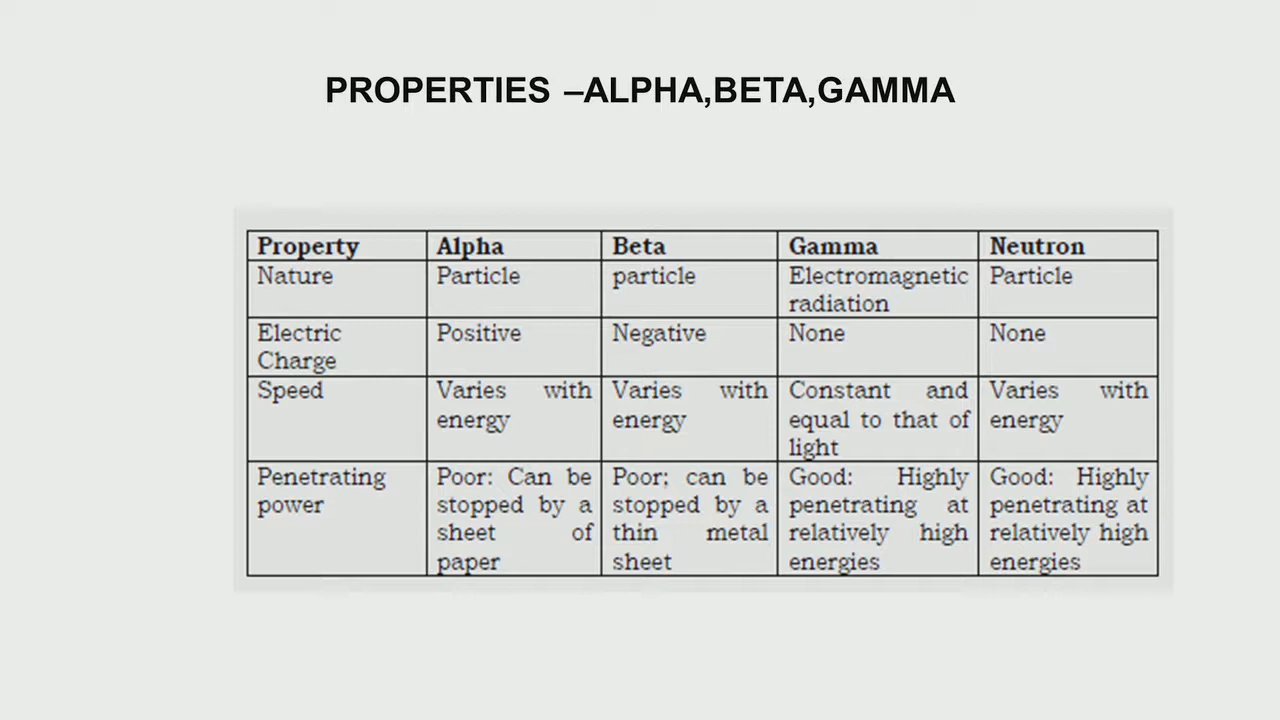 PROPERTIES –ALPHA,BETA,GAMMA
Property Alpha Beta Gamma Neutron
Nature Particle particle Electromagnetic Particle
radiation
Electric Positive Negative None None
Charge
Speed Varies with Varies with Constant and Varies with
energy energy equal to that of energy
light
Penetrating Poor: Can be Poor; can be Good: Highly Good: Highly
power stopped by a stopped by a penetrating at penetrating at
sheet of thin metal relatively high relatively high
paper sheet energies energies